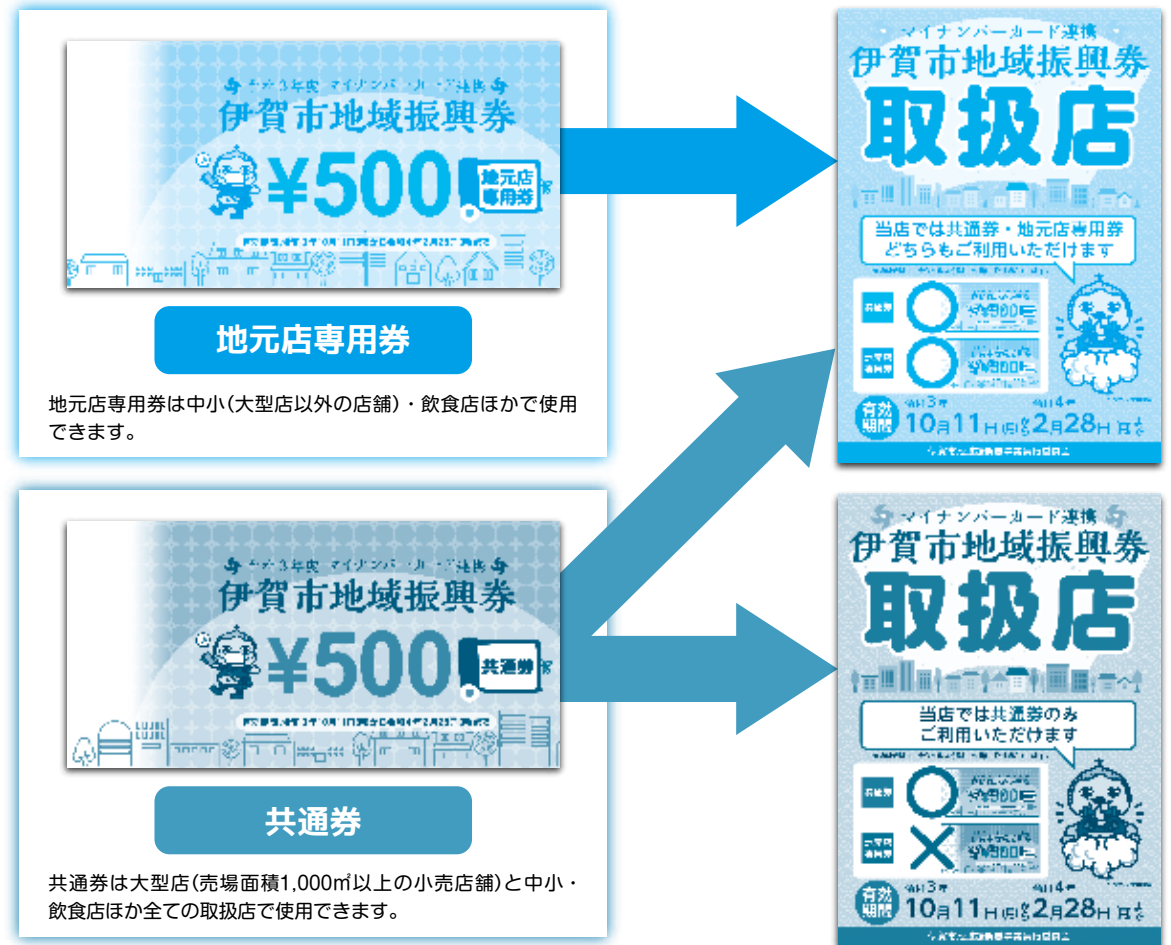 伊賀市地域振興券
¥500
地元店
専用券
地元店専用券
地元店専用券は中小(大型店以外の店舗)・飲食店ほかで使用
できます。
マイナンバーカード連携
伊賀市地域振興券
取扱店
当店では共通券・地元店専用券
どちらもご利用いただけます
有効
期間
10月11日
2月28日
伊賀市地域振興券
¥500
共通券
共通券
共通券は大型店(売場面積1,000㎡以上の小売店舗)と中小・
飲食店ほか全ての取扱店で使用できます。
マイナンバーカード連携
伊賀市地域振興券
取扱店
当店では共通券のみ
ご利用いただけます
有効
期間
10月11日
2月28日